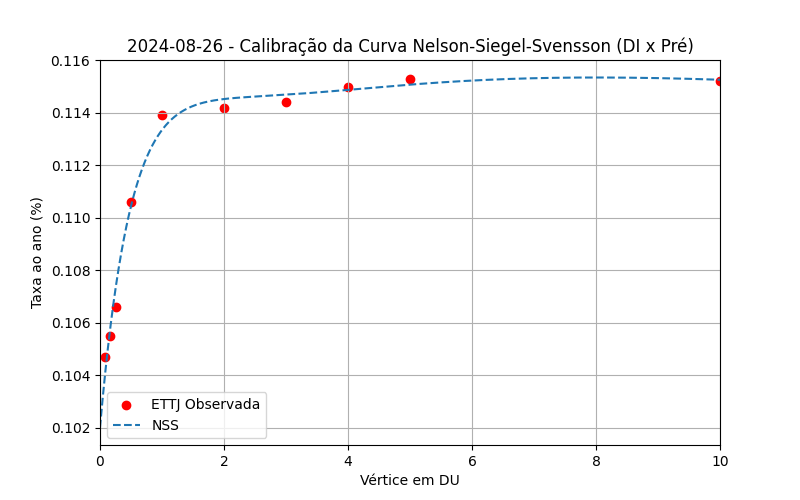 2024-08-26 - Calibração da Curva Nelson-Siegel-Svensson (DI x Pré)
0.116
0.114
0.112
0.110
0.108
0.106
0.104
0.102
Taxa ao ano (%)
ETTJ Observada
NSS
0 2 4 6 8 10
Vértice em DU